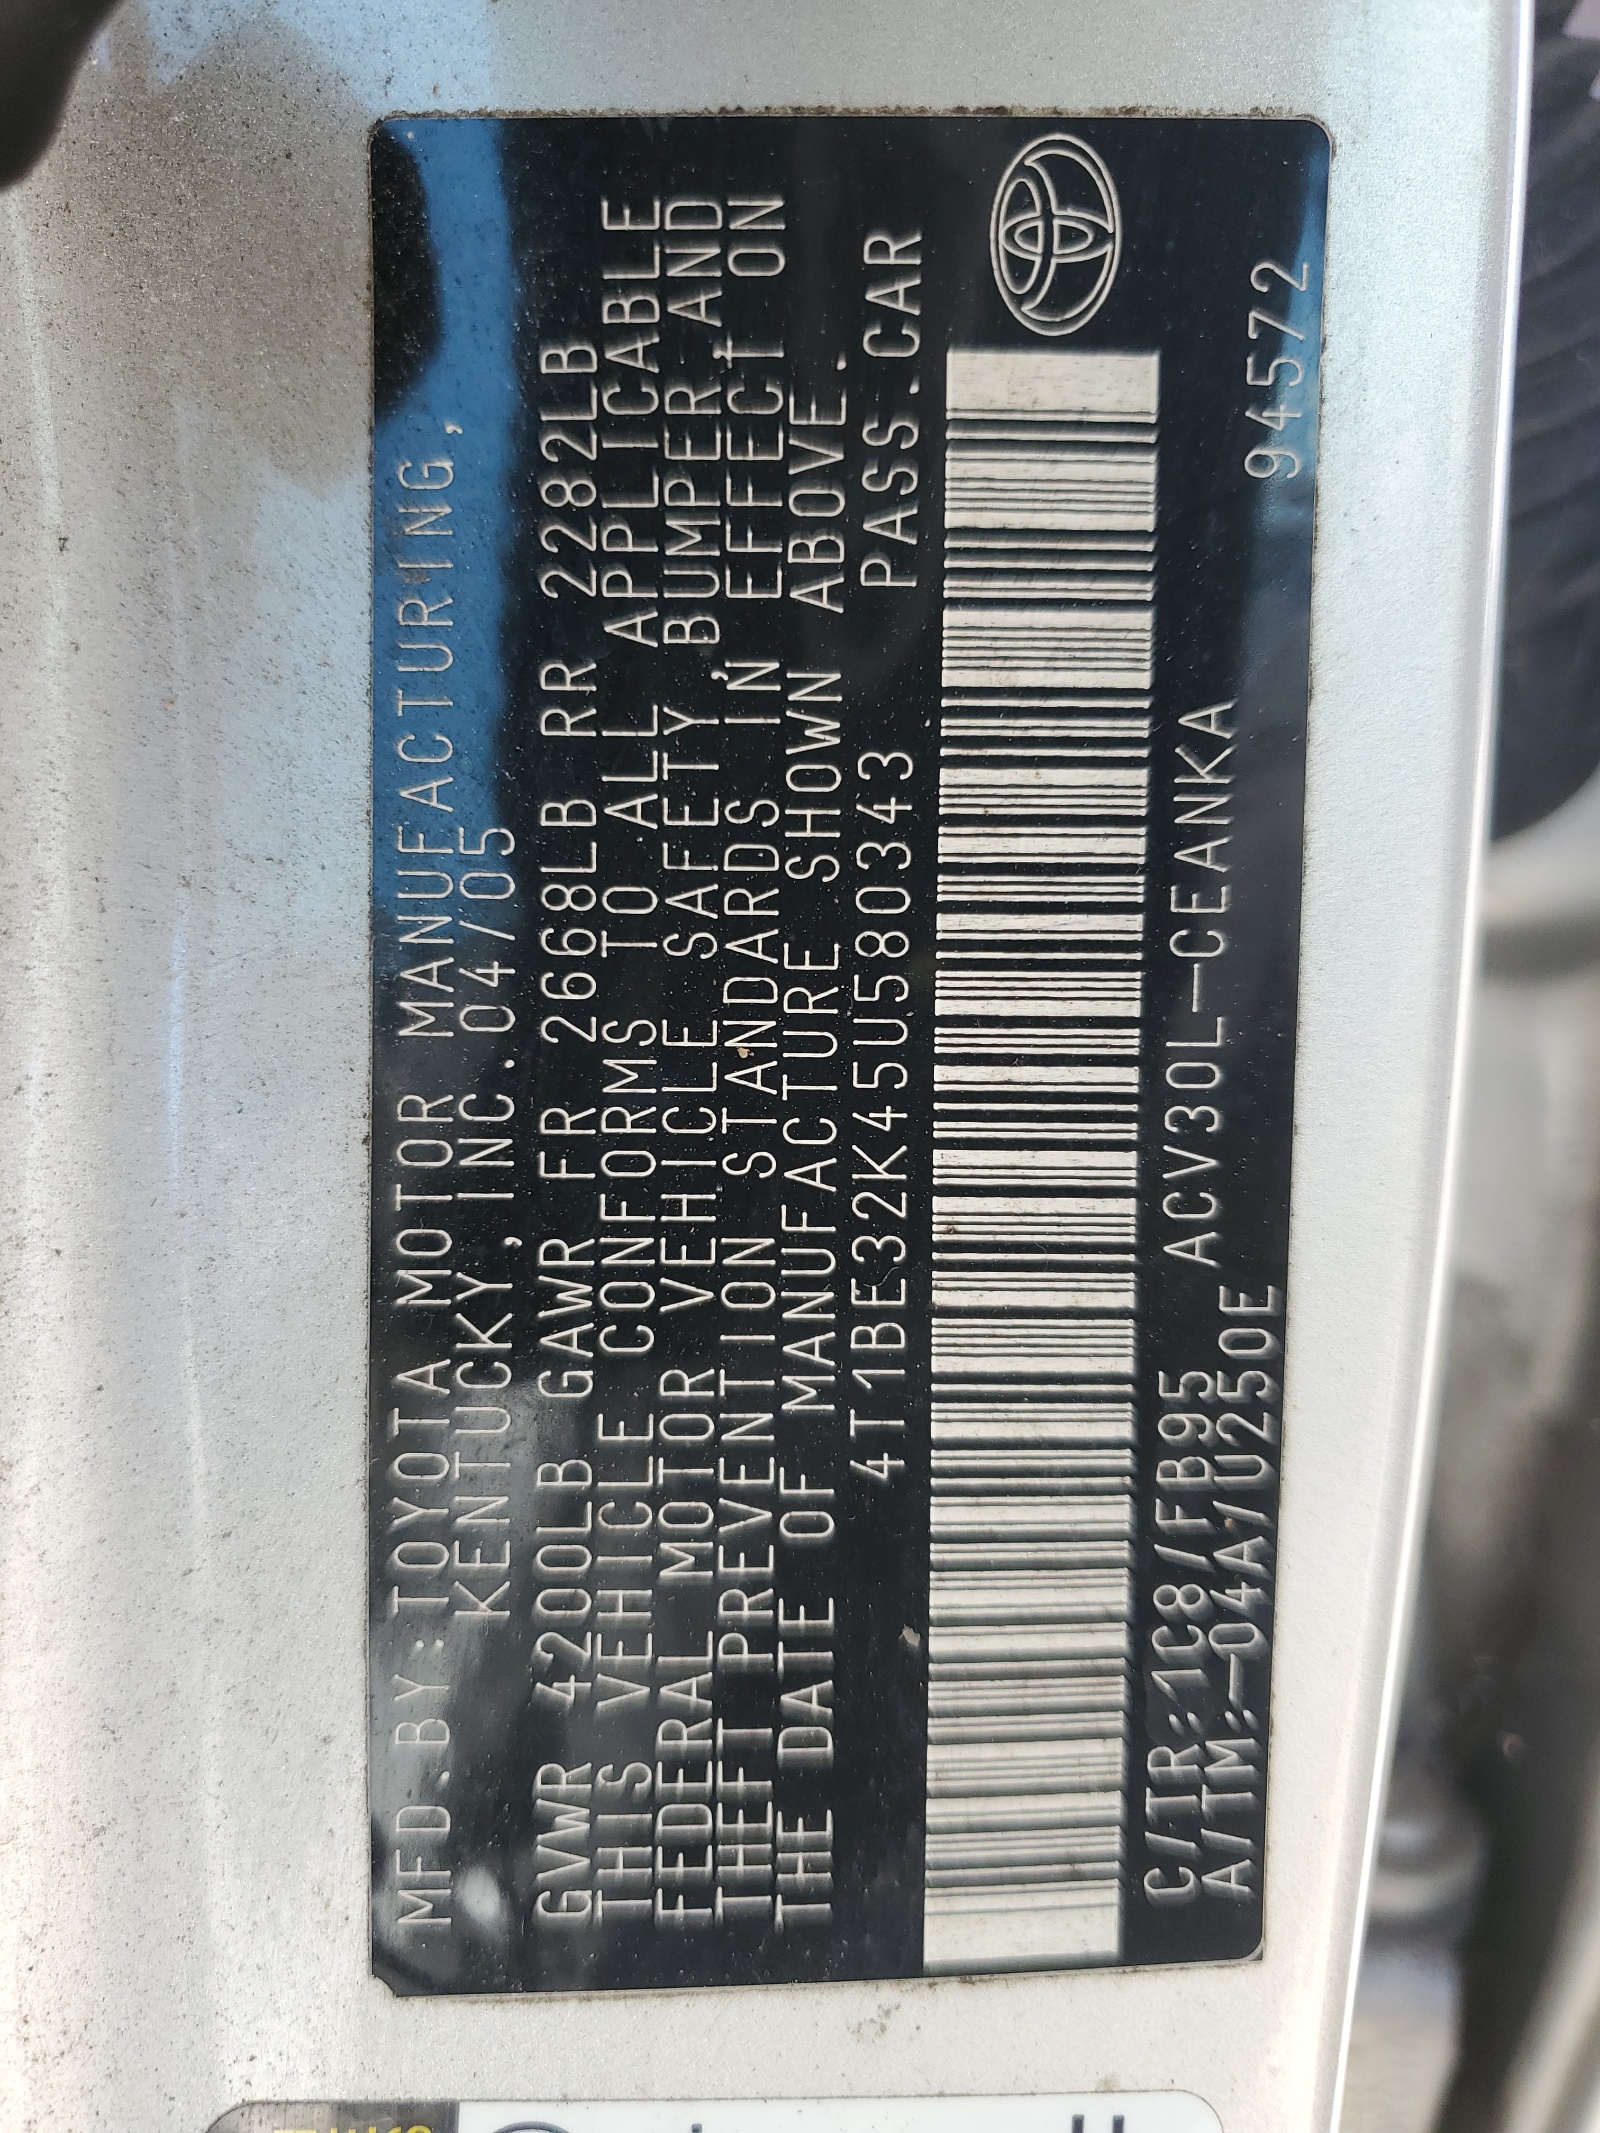 MFD.BY:TOYOTA MOTOR MANUFACTURING,
KENTUCKY,INC.04/05
GVWR 4200LB GAWR FR 2668LB RR 2282LB
THIS VEHICLE CONFORMS TO ALL APPLICABLE
FEDERAL MOTOR VEHICLE SAFETY, BUMPER AND
THEFT PREVENTION STANDARDS IN EFFECT ON
THE DATE OF MANUFACTURE SHOWN ABOVE.
4T1BE32K45U580343 PASS.CAR
C/TR:1C8/FB95 ACV30L-CEANKA
A/TM:-04A/U250E 94572